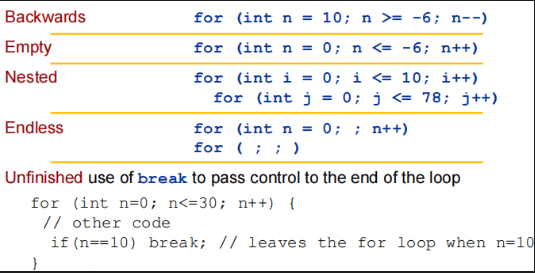 Backwards for (int n = 10; n >= -6; n--)
Empty for (int n = 0; n <= -6; n++)
Nested for (int i = 0; i <= 10; i++)
for (int j = 0; j <= 78; j++)
Endless for (int n = 0; ; n++)
for ( ; ; )
Unfinished use of break to pass control to the end of the loop
for (int n=0; n<=30; n++) {
// other code
if(n==10) break; // leaves the for loop when n=10
}